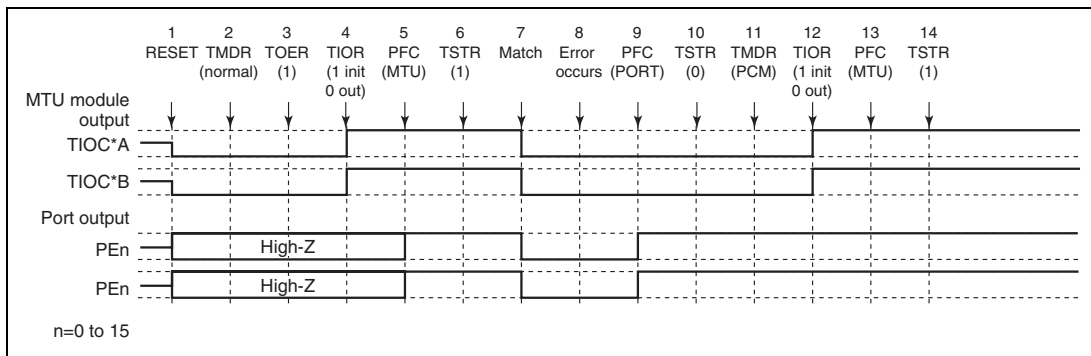 1 2 3 4 5 6 7 8 9 10 11 12 13 14
RESET TMDR TOER TIOR PFC TSTR Match Error PFC TSTR TMDR TIOR PFC TSTR
(normal) (1) (1 init (MTU) (1) occurs (PORT) (0) (PCM) (1 init (MTU) (1)
0 out) 0 out)
MTU module
output
TIOC*A
TIOC*B
Port output
PEn High-Z
PEn High-Z
n=0 to 15